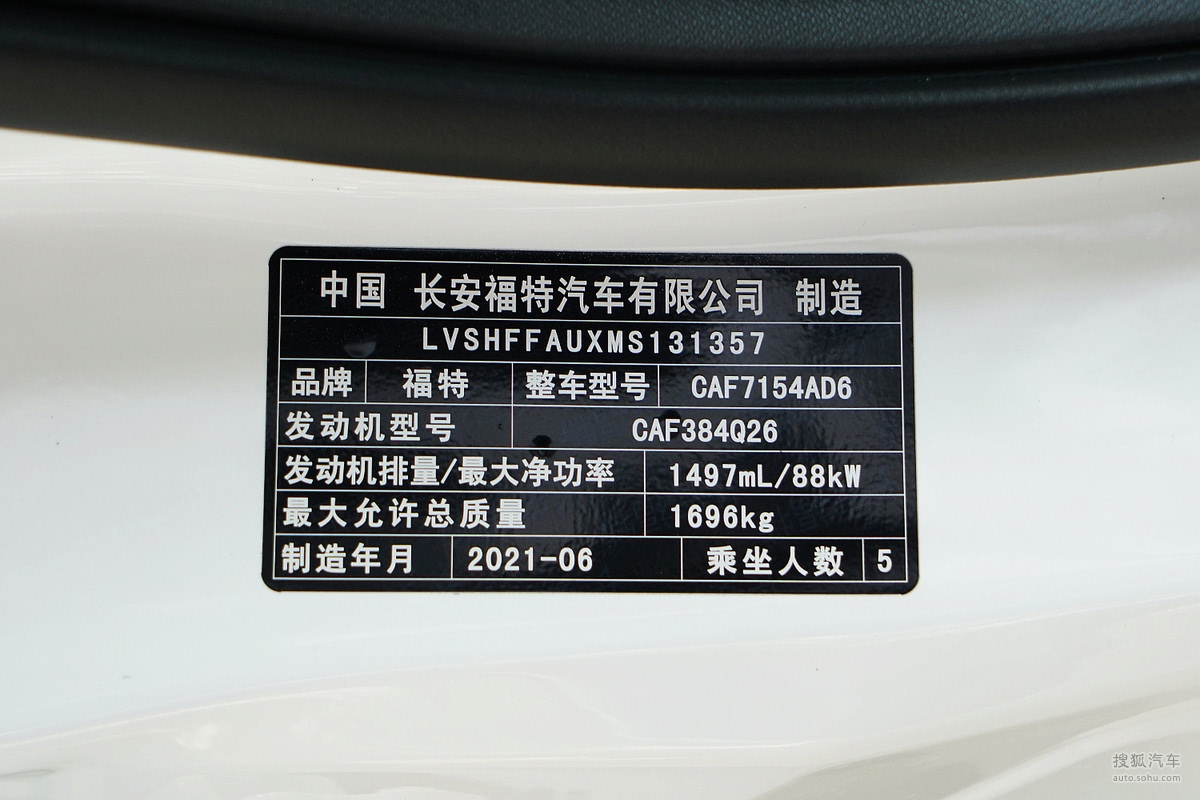 中国 长安福特汽车有限公司 制造
LVSHFFAUXMS131357
品牌 福特 整车型号 CAF7154AD6
发动机型号 CAF384Q26
发动机排量/最大净功率 1497mL/88kW
最大允许总质量 1696kg
制造年月 2021-06 乘坐人数 5
搜狐汽车
auto.sohu.com